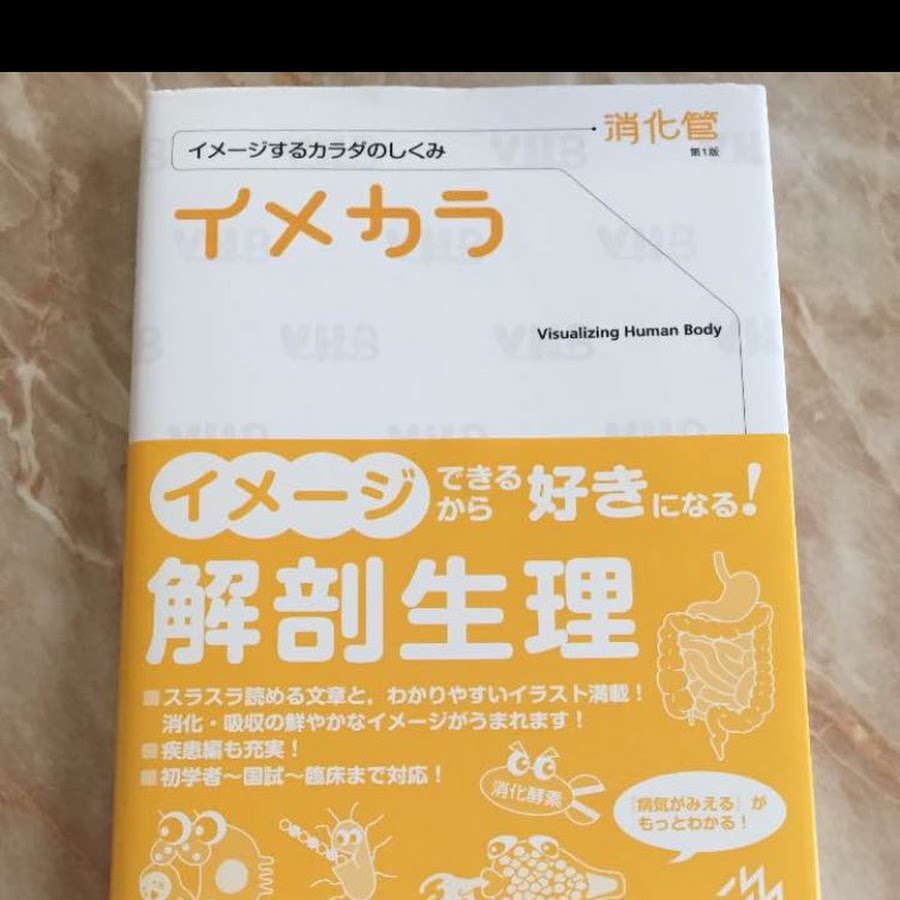 消化管
第1版
イメージするカラダのしくみ
イメカラ
Visualizing Human Body
イメージできるから好きになる!
解剖生理
■スラスラ読める文章と,わかりやすいイラスト満載!
消化・吸収の鮮やかなイメージがうまれます!
■疾患編も充実!
■初学者〜国試〜臨床まで対応!
消化酵素
『病気がみえる』が
もっとわかる!
VHB